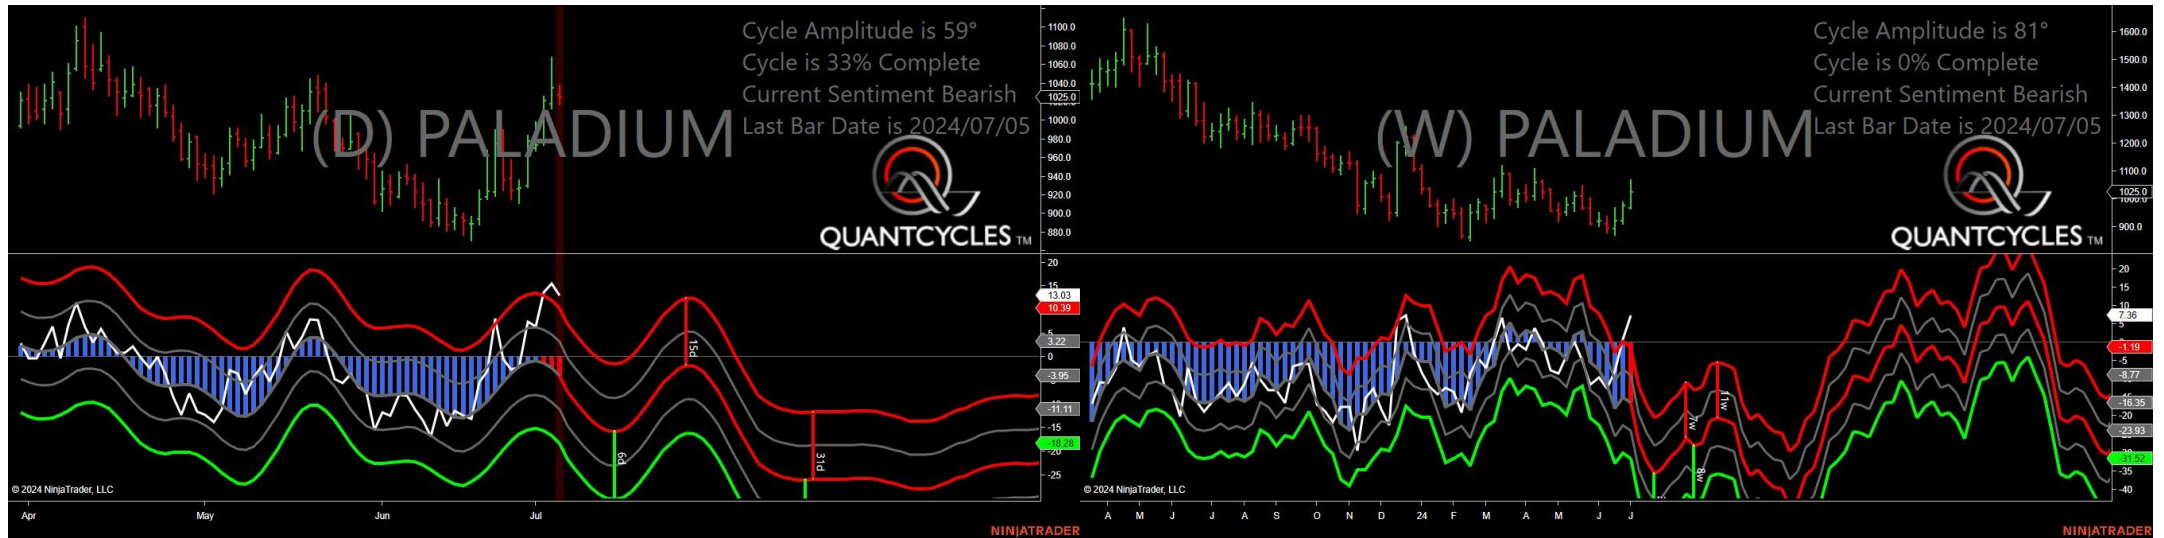 Cycle Amplitude is 59°
Cycle is 33% Complete
Current Sentiment Bearish
Last Bar Date is 2024/07/05
(D) PALADIUM
QUANTCYCLES TM
1100.0
1080.0
1060.0
1040.0
1025.0
1000.0
980.0
960.0
940.0
920.0
900.0
880.0
20
15
13.03
10.39
5
3.22
0
-3.95
-11.11
-15
-18.28
-20
-25
15d
6d
31d
© 2024 NinjaTrader, LLC
Apr May Jun Jul
NINJATRADER
Cycle Amplitude is 81°
Cycle is 0% Complete
Current Sentiment Bearish
Last Bar Date is 2024/07/05
(W) PALADIUM
QUANTCYCLES TM
1600.0
1500.0
1400.0
1300.0
1200.0
1100.0
1025.0
1000.0
900.0
20
15
10
7.36
5
-1.19
-5
-8.77
-16.35
-20
-23.93
-31.52
-35
-40
11w
7w
8w
© 2024 NinjaTrader, LLC
A M J J A S O N D 24 F M A M J J
NINJATRADER